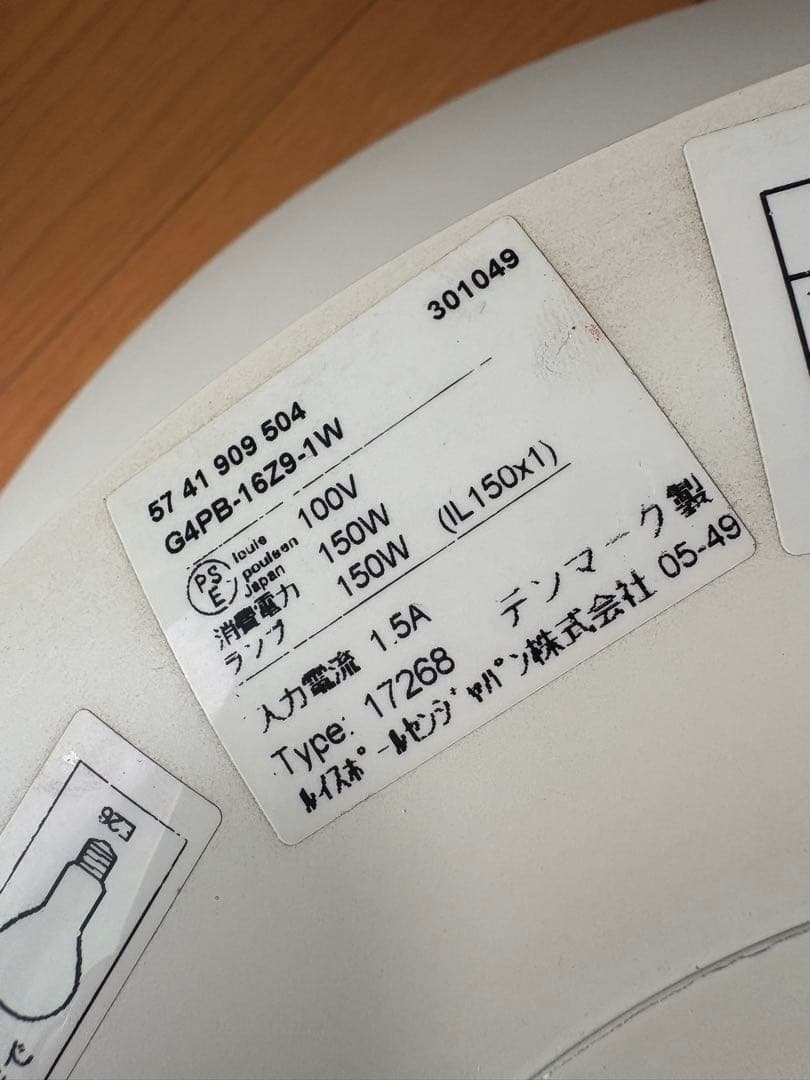 301049
57 41 909 504
G4PB-16Z9-1W
PS E louis poulsen Japan 100V
消費電力 150W
ランプ 150W (IL150x1)
入力電流 1.5A
Type: 17268 デンマーク製
ルイスポールセンジャパン株式会社 05-49
E26
で